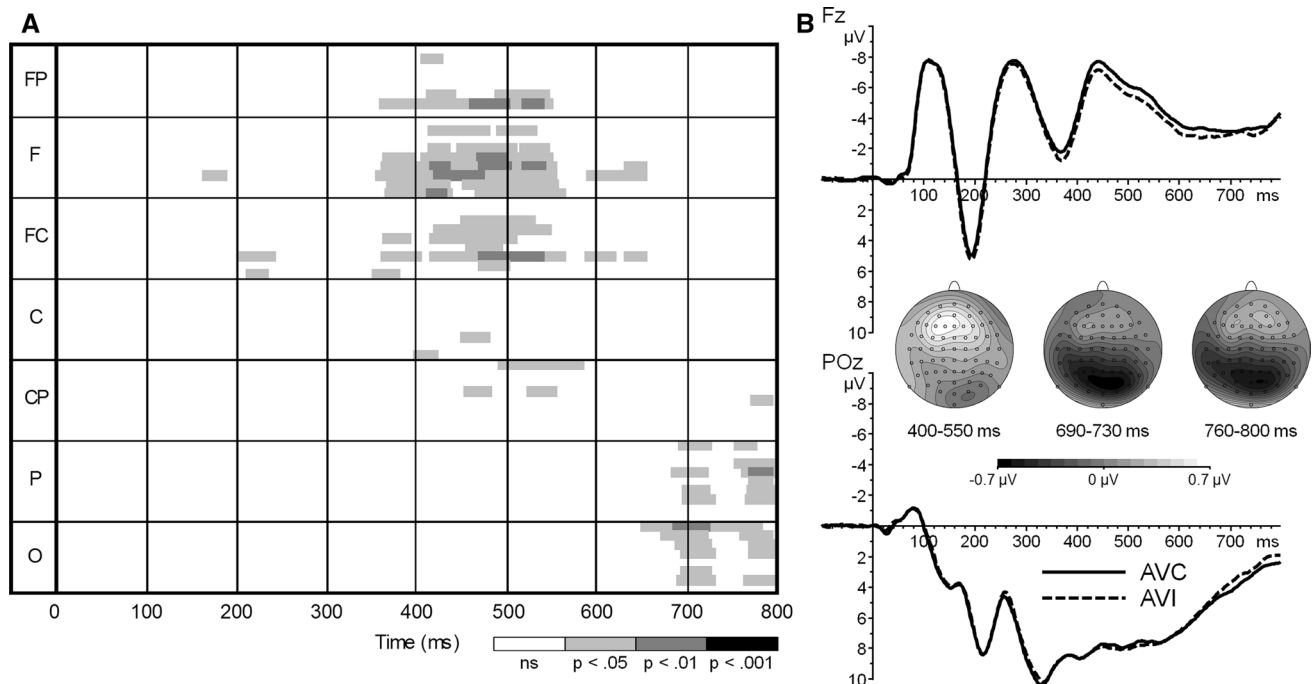 A
FP
F
FC
C
CP
P
O
0 100 200 300 400 500 600 700 800
Time (ms)
ns p < .05 p < .01 p < .001
B
Fz
µV
-8
-6
-4
-2
100 200 300 400 500 600 700 ms
2
4
6
8
10
400-550 ms 690-730 ms 760-800 ms
-0.7 µV 0 µV 0.7 µV
POz
µV
-8
-6
-4
-2
100 200 300 400 500 600 700 ms
2
4
6
8
10
AVC
AVI